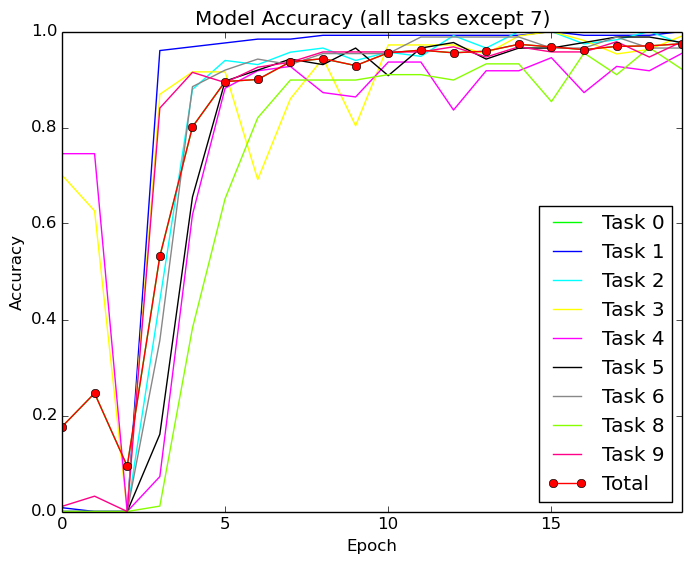 Model Accuracy (all tasks except 7)
1.0
0.8
0.6
0.4
0.2
0.0
Accuracy
0 5 10 15
Epoch
Task 0
Task 1
Task 2
Task 3
Task 4
Task 5
Task 6
Task 8
Task 9
Total